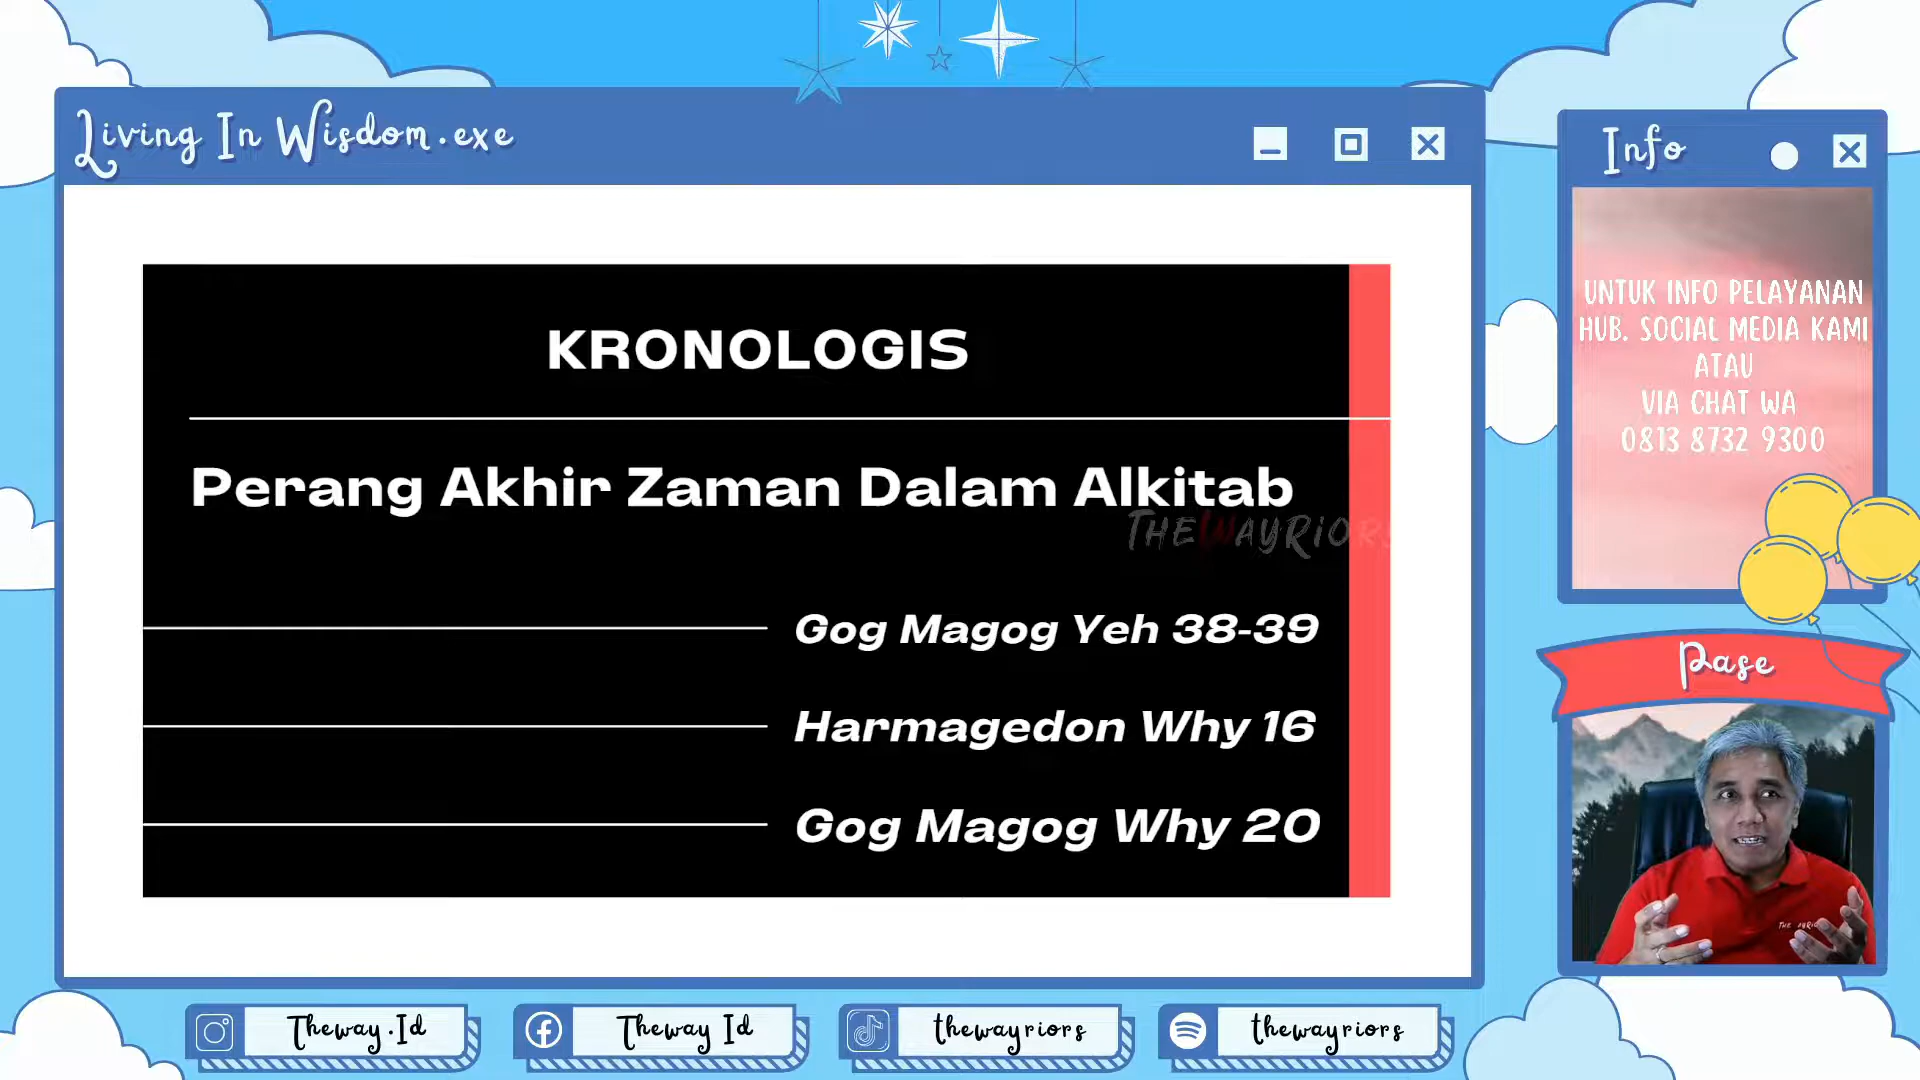 Living In Wisdom.exe
KRONOLOGIS
Perang Akhir Zaman Dalam Alkitab
THEWAYRIORS
Gog Magog Yeh 38-39
Harmagedon Why 16
Gog Magog Why 20
Info
UNTUK INFO PELAYANAN
HUB. SOCIAL MEDIA KAMI
ATAU
VIA CHAT WA
0813 8732 9300
Pase
Theway.Id
Theway Id
thewayriors
thewayriors